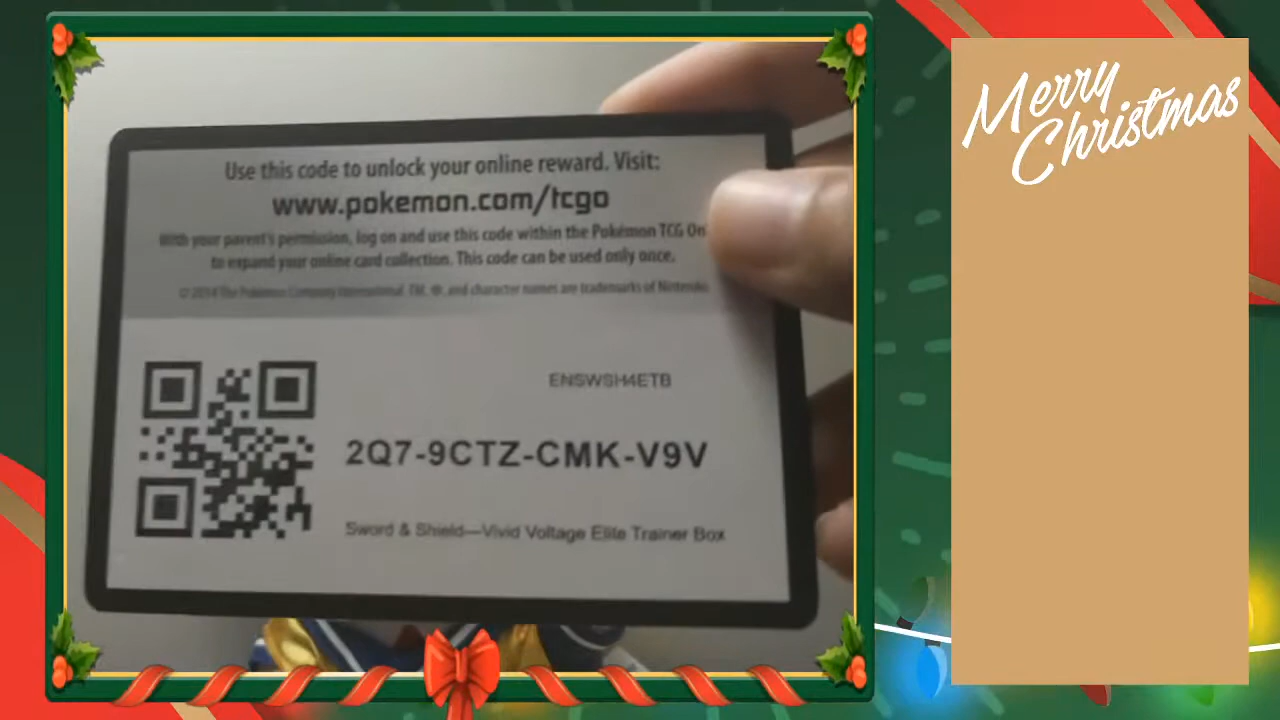 Merry
Christmas
Use this code to unlock your online reward. Visit:
www.pokemon.com/tcgo
With your parent's permission, log on and use this code within the Pokémon TCG On
to expand your online card collection. This code can be used only once.
© 2014 The Pokémon Company International. TM, ®, and character names are trademarks of Nintendo.
ENSWSH4ETB
2Q7-9CTZ-CMK-V9V
Sword & Shield—Vivid Voltage Elite Trainer Box